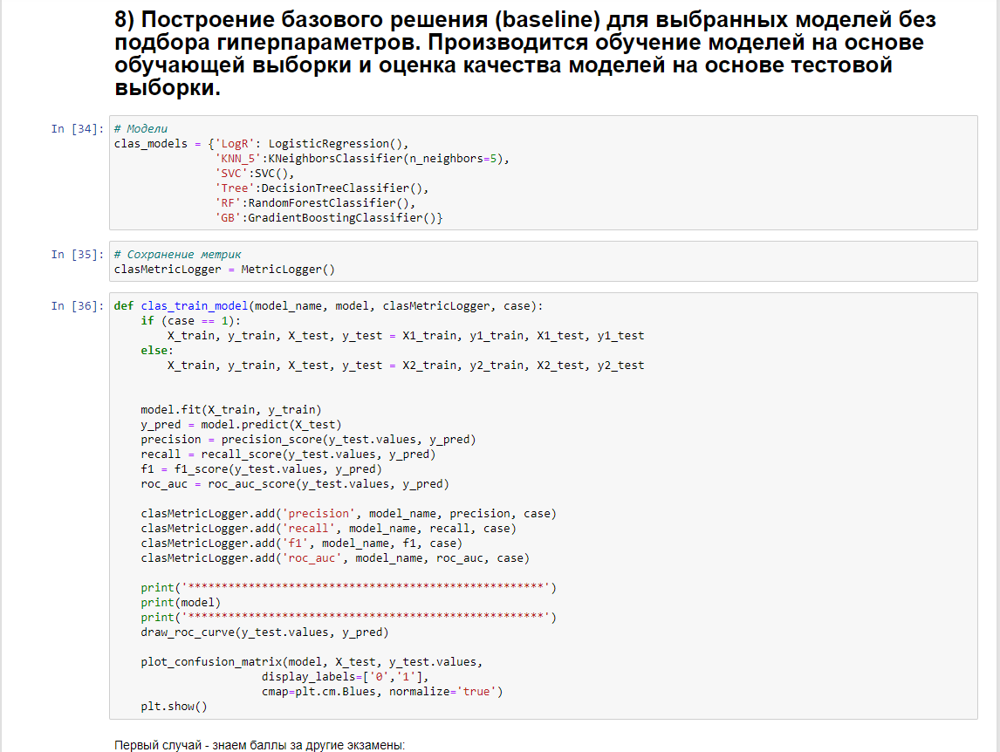 8) Построение базового решения (baseline) для выбранных моделей без
подбора гиперпараметров. Производится обучение моделей на основе
обучающей выборки и оценка качества моделей на основе тестовой
выборки.
In [34]: # Модели
clas_models = {'LogR': LogisticRegression(),
               'KNN_5':KNeighborsClassifier(n_neighbors=5),
               'SVC':SVC(),
               'Tree':DecisionTreeClassifier(),
               'RF':RandomForestClassifier(),
               'GB':GradientBoostingClassifier()}
In [35]: # Сохранение метрик
clasMetricLogger = MetricLogger()
In [36]: def clas_train_model(model_name, model, clasMetricLogger, case):
    if (case == 1):
        X_train, y_train, X_test, y_test = X1_train, y1_train, X1_test, y1_test
    else:
        X_train, y_train, X_test, y_test = X2_train, y2_train, X2_test, y2_test
    model.fit(X_train, y_train)
    y_pred = model.predict(X_test)
    precision = precision_score(y_test.values, y_pred)
    recall = recall_score(y_test.values, y_pred)
    f1 = f1_score(y_test.values, y_pred)
    roc_auc = roc_auc_score(y_test.values, y_pred)
    clasMetricLogger.add('precision', model_name, precision, case)
    clasMetricLogger.add('recall', model_name, recall, case)
    clasMetricLogger.add('f1', model_name, f1, case)
    clasMetricLogger.add('roc_auc', model_name, roc_auc, case)
    print('*****************************************************')
    print(model)
    print('*****************************************************')
    draw_roc_curve(y_test.values, y_pred)
    plot_confusion_matrix(model, X_test, y_test.values,
                      display_labels=['0','1'],
                      cmap=plt.cm.Blues, normalize='true')
    plt.show()
Первый случай - знаем баллы за другие экзамены: